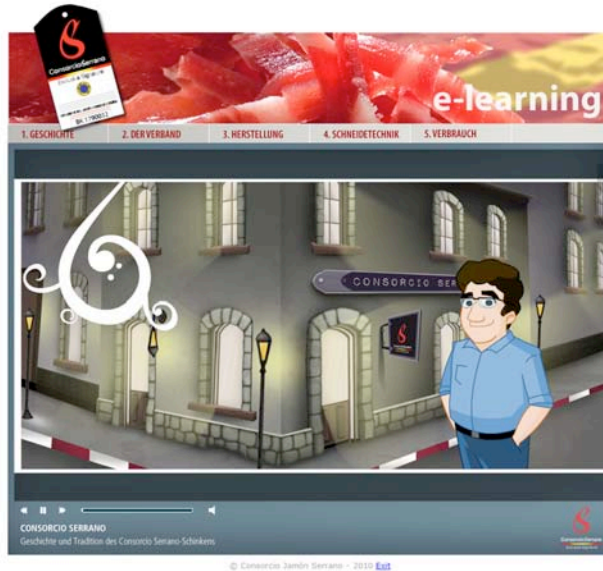 ConsorcioSerrano
e-learning
1. GESCHICHTE
2. DER VERBAND
3. HERSTELLUNG
4. SCHNEIDETECHNIK
5. VERBRAUCH
CONSORCIO SER
CONSORCIO SERRANO
Geschichte und Tradition des Consorcio Serrano-Schinkens
ConsorcioSerrano
© Consorcio Jamón Serrano - 2010 Exit